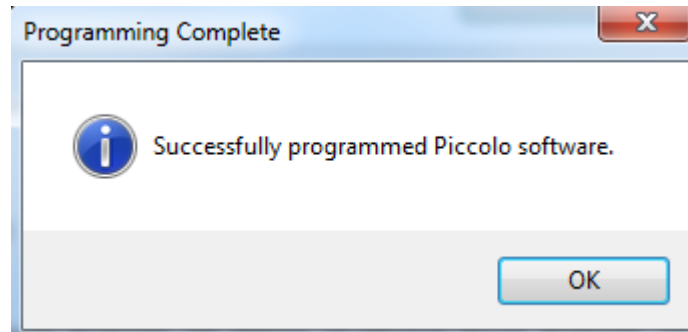 Programming Complete
Successfully programmed Piccolo software.
OK